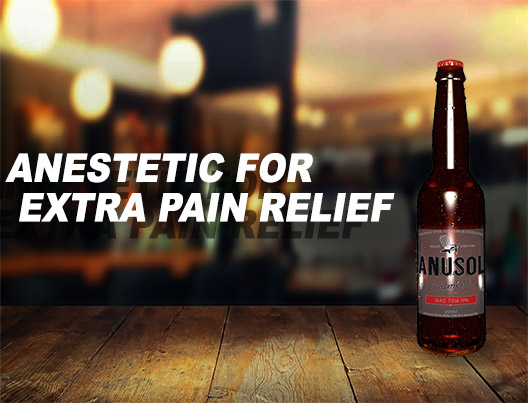 ANESTETIC FOR
EXTRA PAIN RELIEF
ANUSOL
MAD TOM IPA